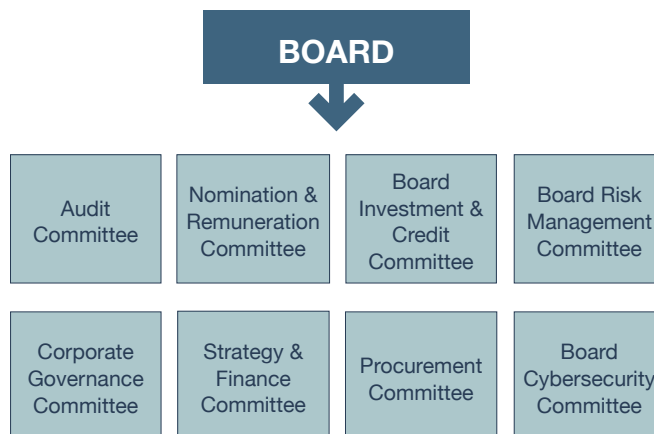 BOARD
Audit
Committee
Nomination &
Remuneration
Committee
Board
Investment &
Credit
Committee
Board Risk
Management
Committee
Corporate
Governance
Committee
Strategy &
Finance
Committee
Procurement
Committee
Board
Cybersecurity
Committee